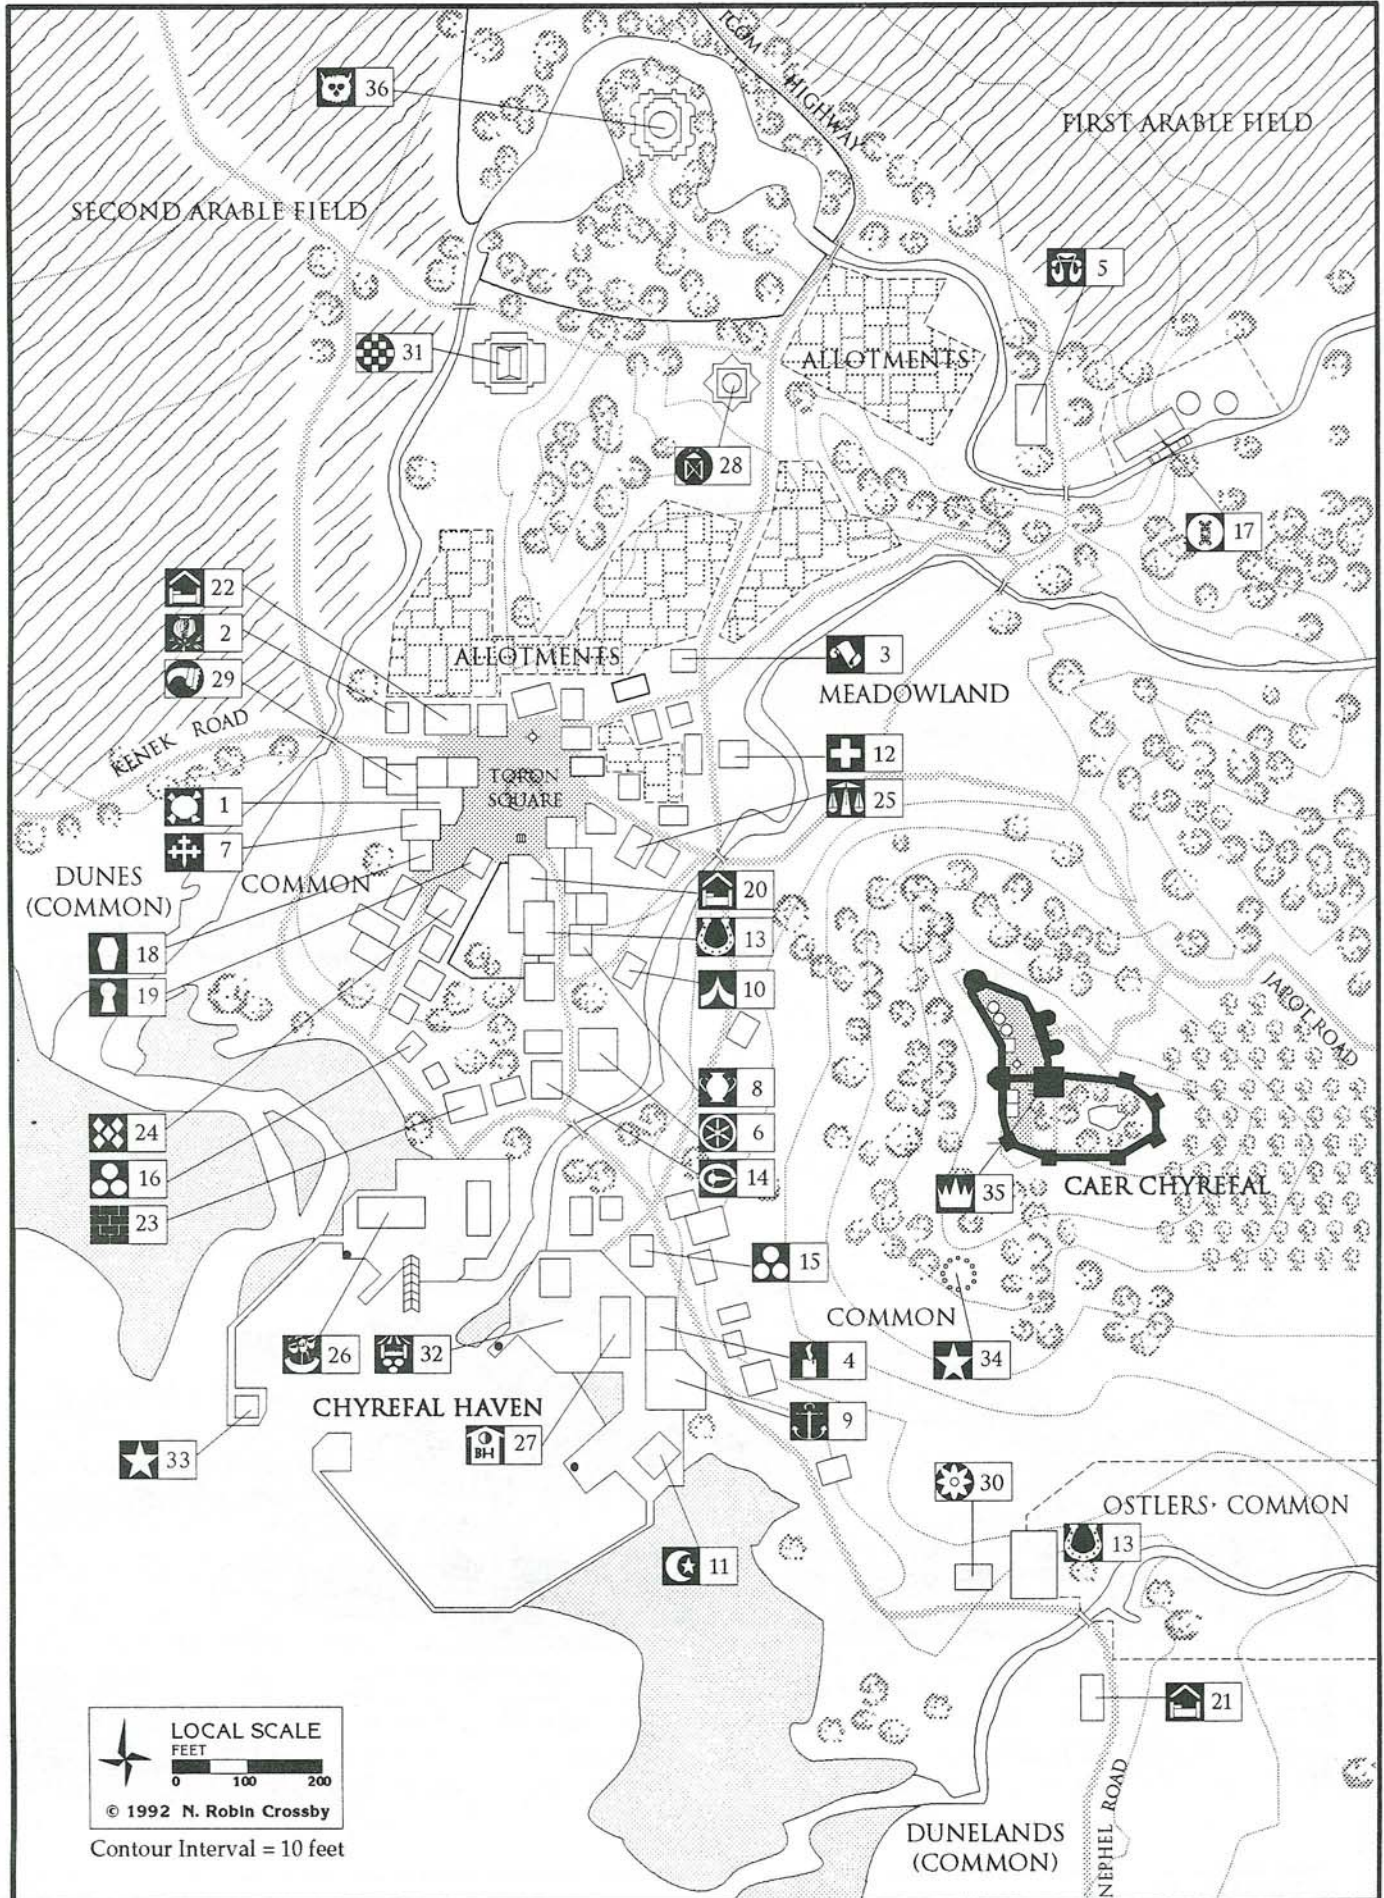 ICOM HIGHWAY
36
FIRST ARABLE FIELD
SECOND ARABLE FIELD
5
31
ALLOTMENTS
28
17
22
2
29
ALLOTMENTS
3
MEADOWLAND
KENEK ROAD
12
TORON
SQUARE
1
25
7
DUNES
(COMMON)
COMMON
20
13
18
10
19
JAROT ROAD
8
24
6
16
14
23
35
CAER CHYREFAL
15
COMMON
26
32
4
34
CHYREFAL HAVEN
9
27
BH
33
30
OSTLERS' COMMON
13
11
21
LOCAL SCALE
FEET
0 100 200
© 1992 N. Robin Crossby
Contour Interval = 10 feet
NEPHEL ROAD
DUNELANDS
(COMMON)